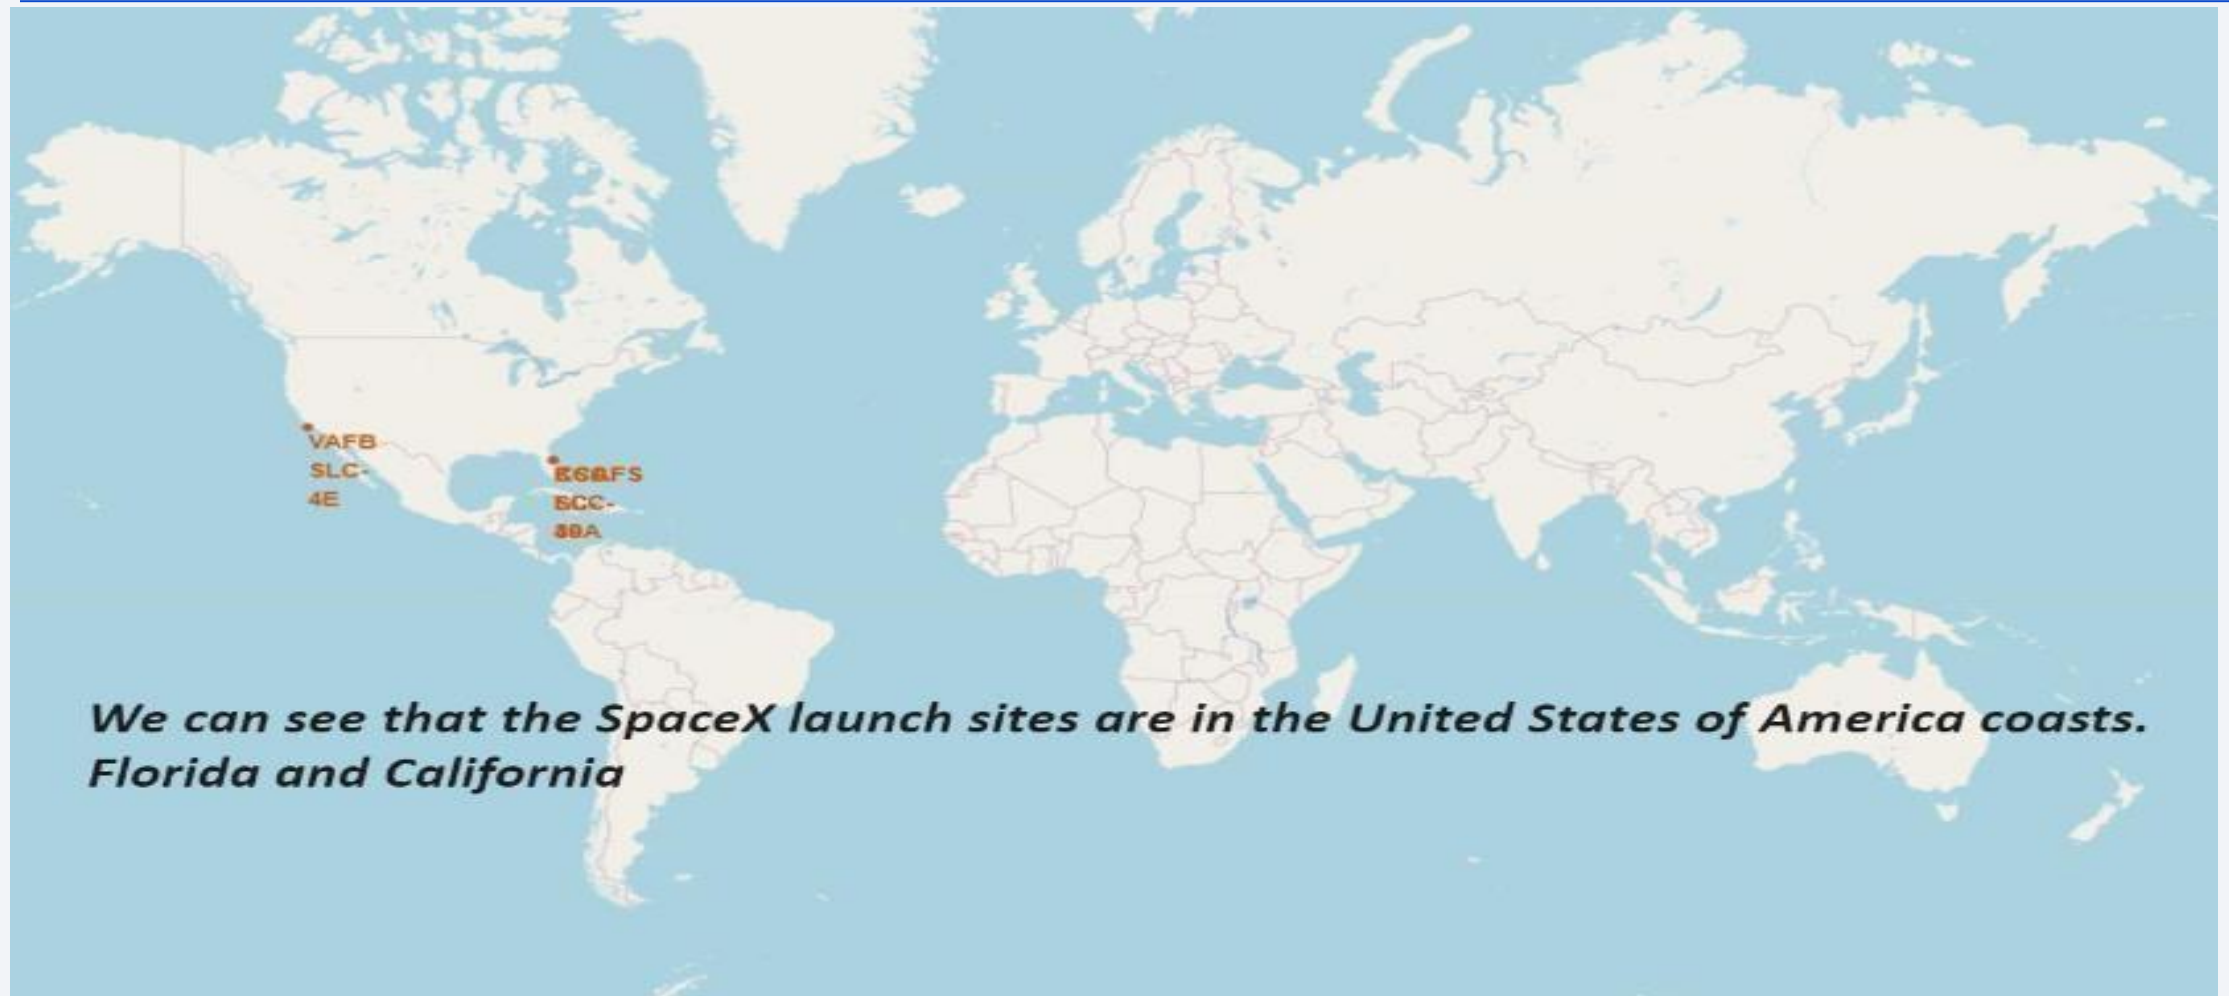 VAFB
SLC-
4E
We can see that the SpaceX launch sites are in the United States of America coasts.
Florida and California